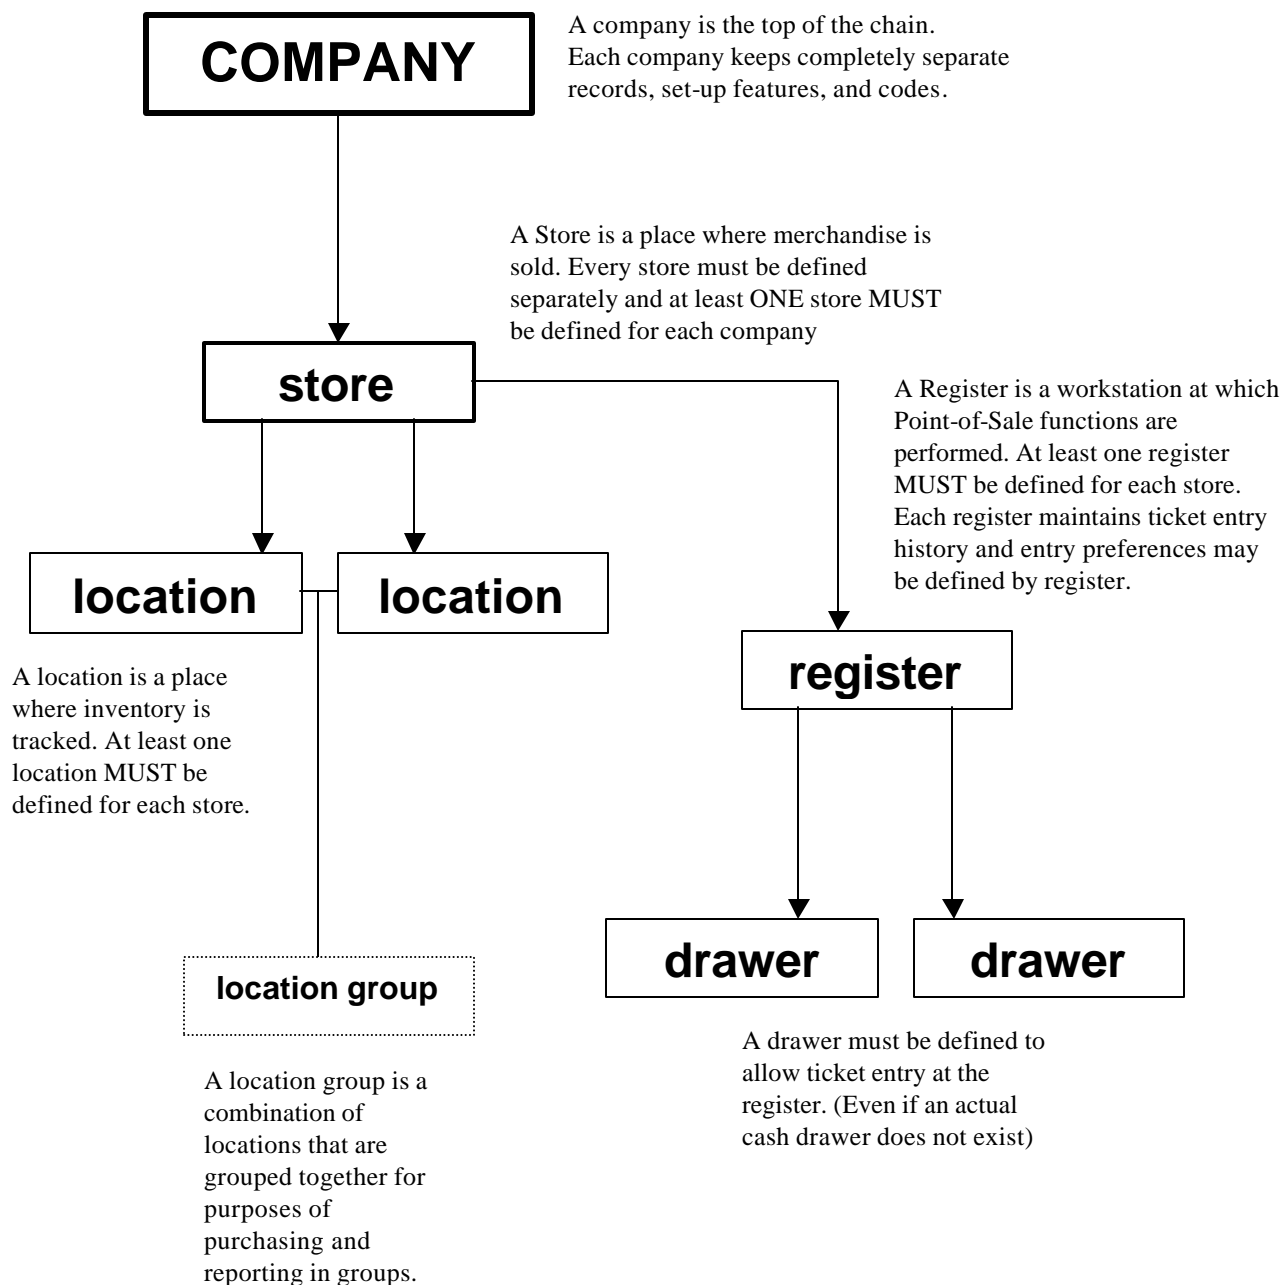 COMPANY
A company is the top of the chain.
Each company keeps completely separate
records, set-up features, and codes.
A Store is a place where merchandise is
sold. Every store must be defined
separately and at least ONE store MUST
be defined for each company
store
A Register is a workstation at which
Point-of-Sale functions are
performed. At least one register
MUST be defined for each store.
Each register maintains ticket entry
history and entry preferences may
be defined by register.
location
location
register
A location is a place
where inventory is
tracked. At least one
location MUST be
defined for each store.
drawer
drawer
location group
A drawer must be defined to
allow ticket entry at the
register. (Even if an actual
cash drawer does not exist)
A location group is a
combination of
locations that are
grouped together for
purposes of
purchasing and
reporting in groups.